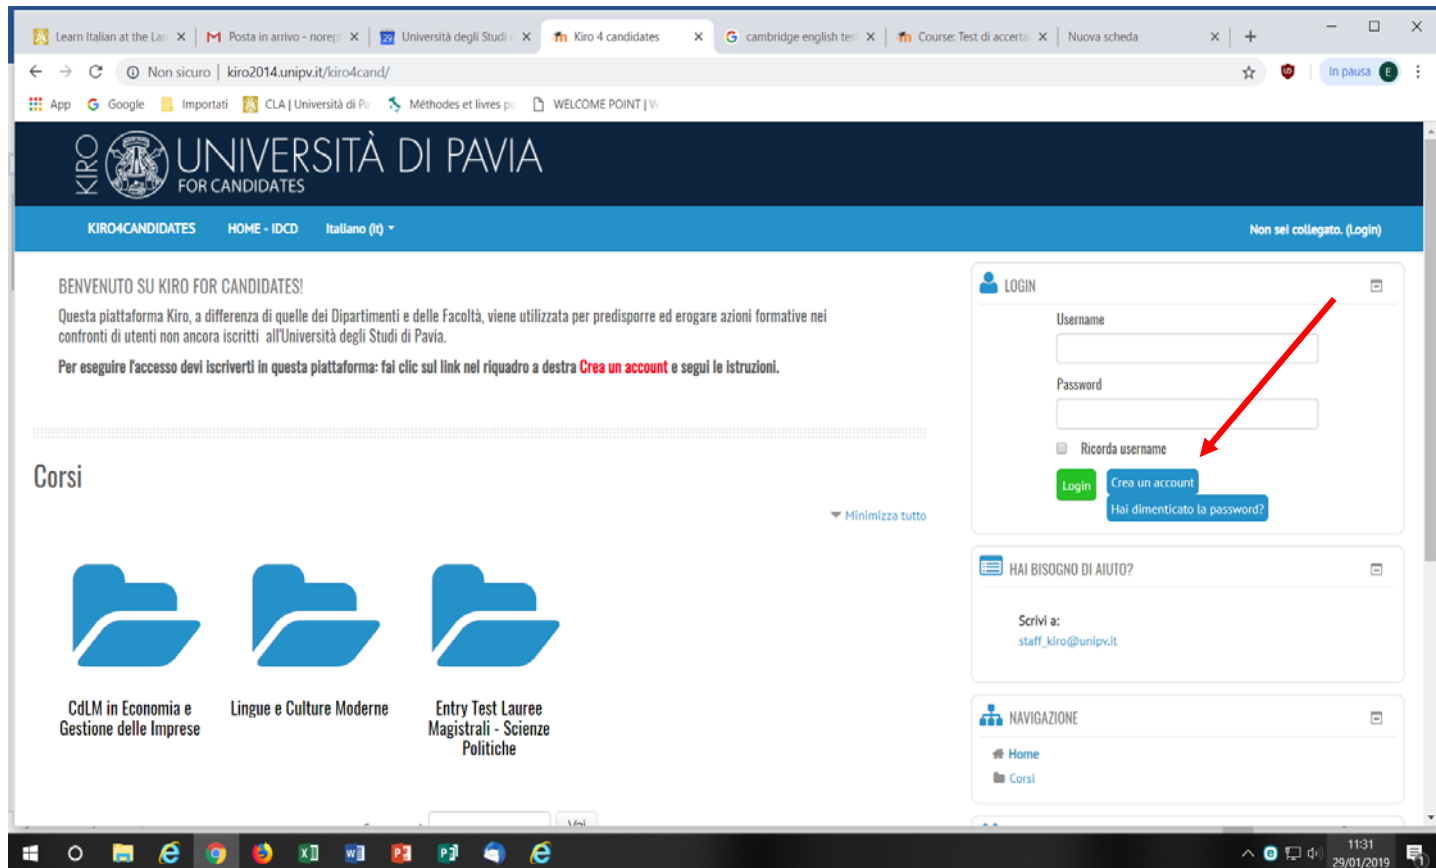 Learn Italian at the Lan
Posta in arrivo - norepl
Università degli Studi d
Kiro 4 candidates
cambridge english test
Course: Test di accerta
Nuova scheda
Non sicuro | kiro2014.unipv.it/kiro4cand/
In pausa E
App Google Importati CLA | Università di Pa Méthodes et livres po WELCOME POINT | W
KIRO
UNIVERSITÀ DI PAVIA
FOR CANDIDATES
KIRO4CANDIDATES HOME - IDCD Italiano (it)
Non sei collegato. (Login)
BENVENUTO SU KIRO FOR CANDIDATES!
Questa piattaforma Kiro, a differenza di quelle dei Dipartimenti e delle Facoltà, viene utilizzata per predisporre ed erogare azioni formative nei
confronti di utenti non ancora iscritti all'Università degli Studi di Pavia.
Per eseguire l'accesso devi iscriverti in questa piattaforma: fai clic sul link nel riquadro a destra Crea un account e segui le istruzioni.
Corsi
Minimizza tutto
CdLM in Economia e
Gestione delle Imprese
Lingue e Culture Moderne
Entry Test Lauree
Magistrali - Scienze
Politiche
LOGIN
Username
Password
Ricorda username
Login
Crea un account
Hai dimenticato la password?
HAI BISOGNO DI AIUTO?
Scrivi a:
staff_kiro@unipv.it
NAVIGAZIONE
Home
Corsi
11:31
29/01/2019